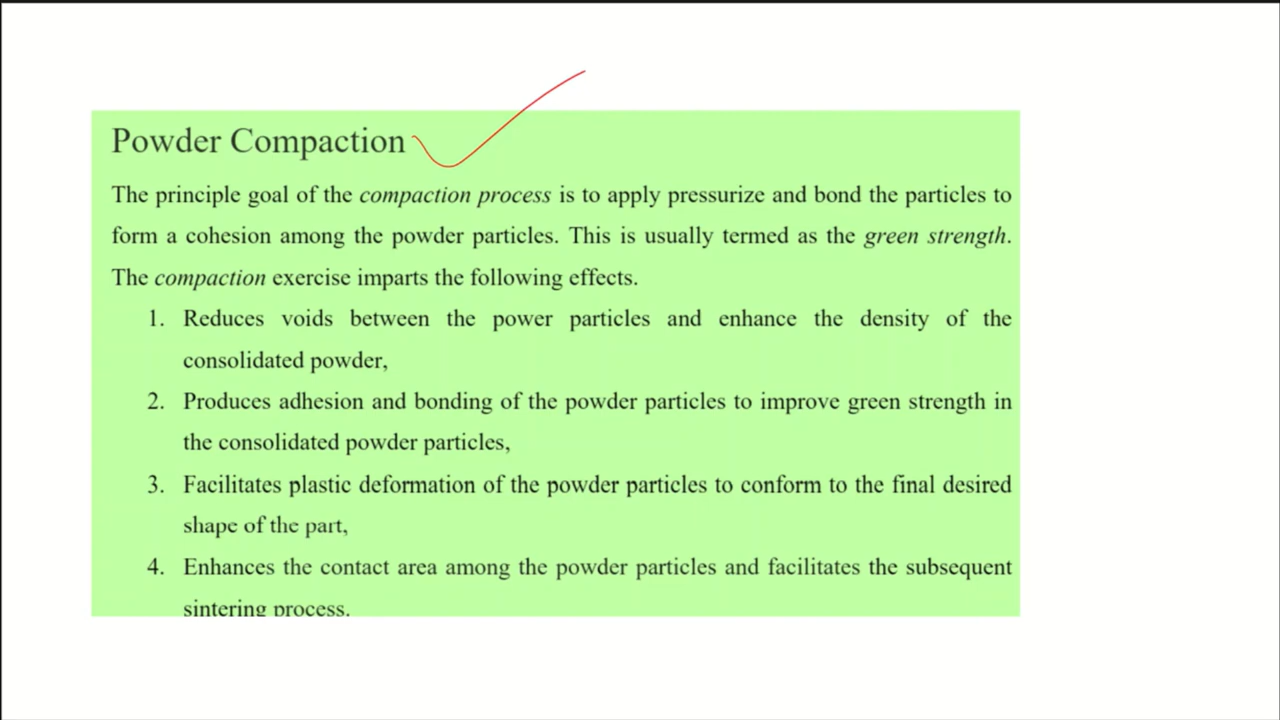 Powder Compaction
The principle goal of the compaction process is to apply pressurize and bond the particles to
form a cohesion among the powder particles. This is usually termed as the green strength.
The compaction exercise imparts the following effects.
1. Reduces voids between the power particles and enhance the density of the
consolidated powder,
2. Produces adhesion and bonding of the powder particles to improve green strength in
the consolidated powder particles,
3. Facilitates plastic deformation of the powder particles to conform to the final desired
shape of the part,
4. Enhances the contact area among the powder particles and facilitates the subsequent
sintering process.